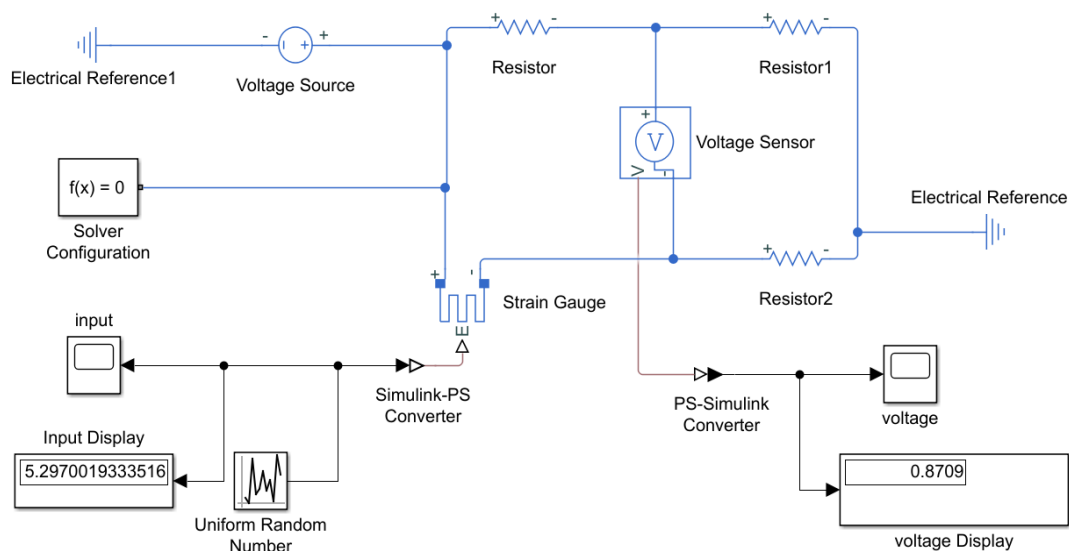 - +
Electrical Reference1
Voltage Source
+ -
Resistor
+ -
Resistor1
+
V
V -
Voltage Sensor
f(x) = 0
Solver
Configuration
Electrical Reference
+ -
Resistor2
+ -
E
Strain Gauge
input
Simulink-PS
Converter
PS-Simulink
Converter
voltage
Input Display
5.2970019333516
Uniform Random
Number
0.8709
voltage Display